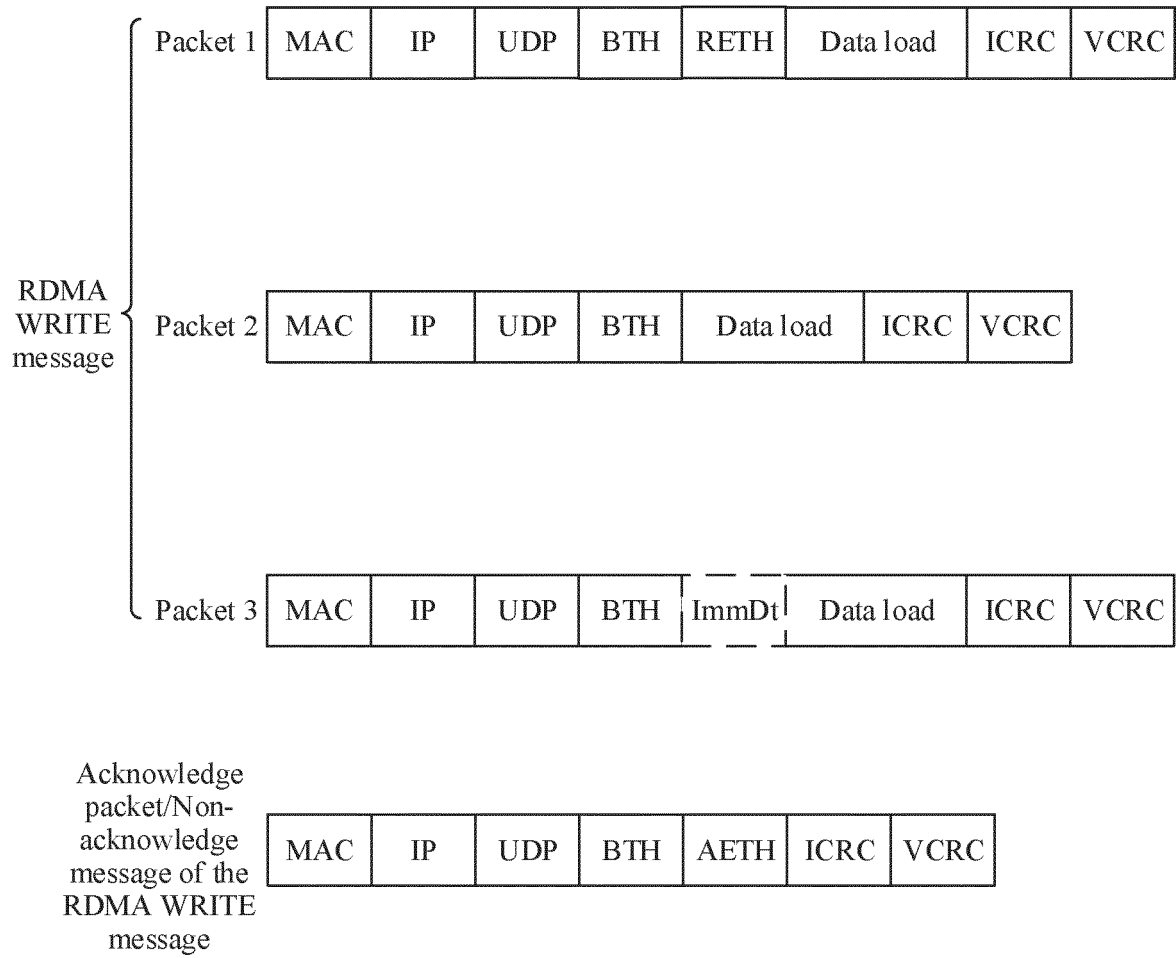 Packet 1 MAC IP UDP BTH RETH Data load ICRC VCRC
RDMA
WRITE
message
Packet 2 MAC IP UDP BTH Data load ICRC VCRC
Packet 3 MAC IP UDP BTH ImmDt Data load ICRC VCRC
Acknowledge
packet/Non-
acknowledge
message of the
RDMA WRITE
message
MAC IP UDP BTH AETH ICRC VCRC